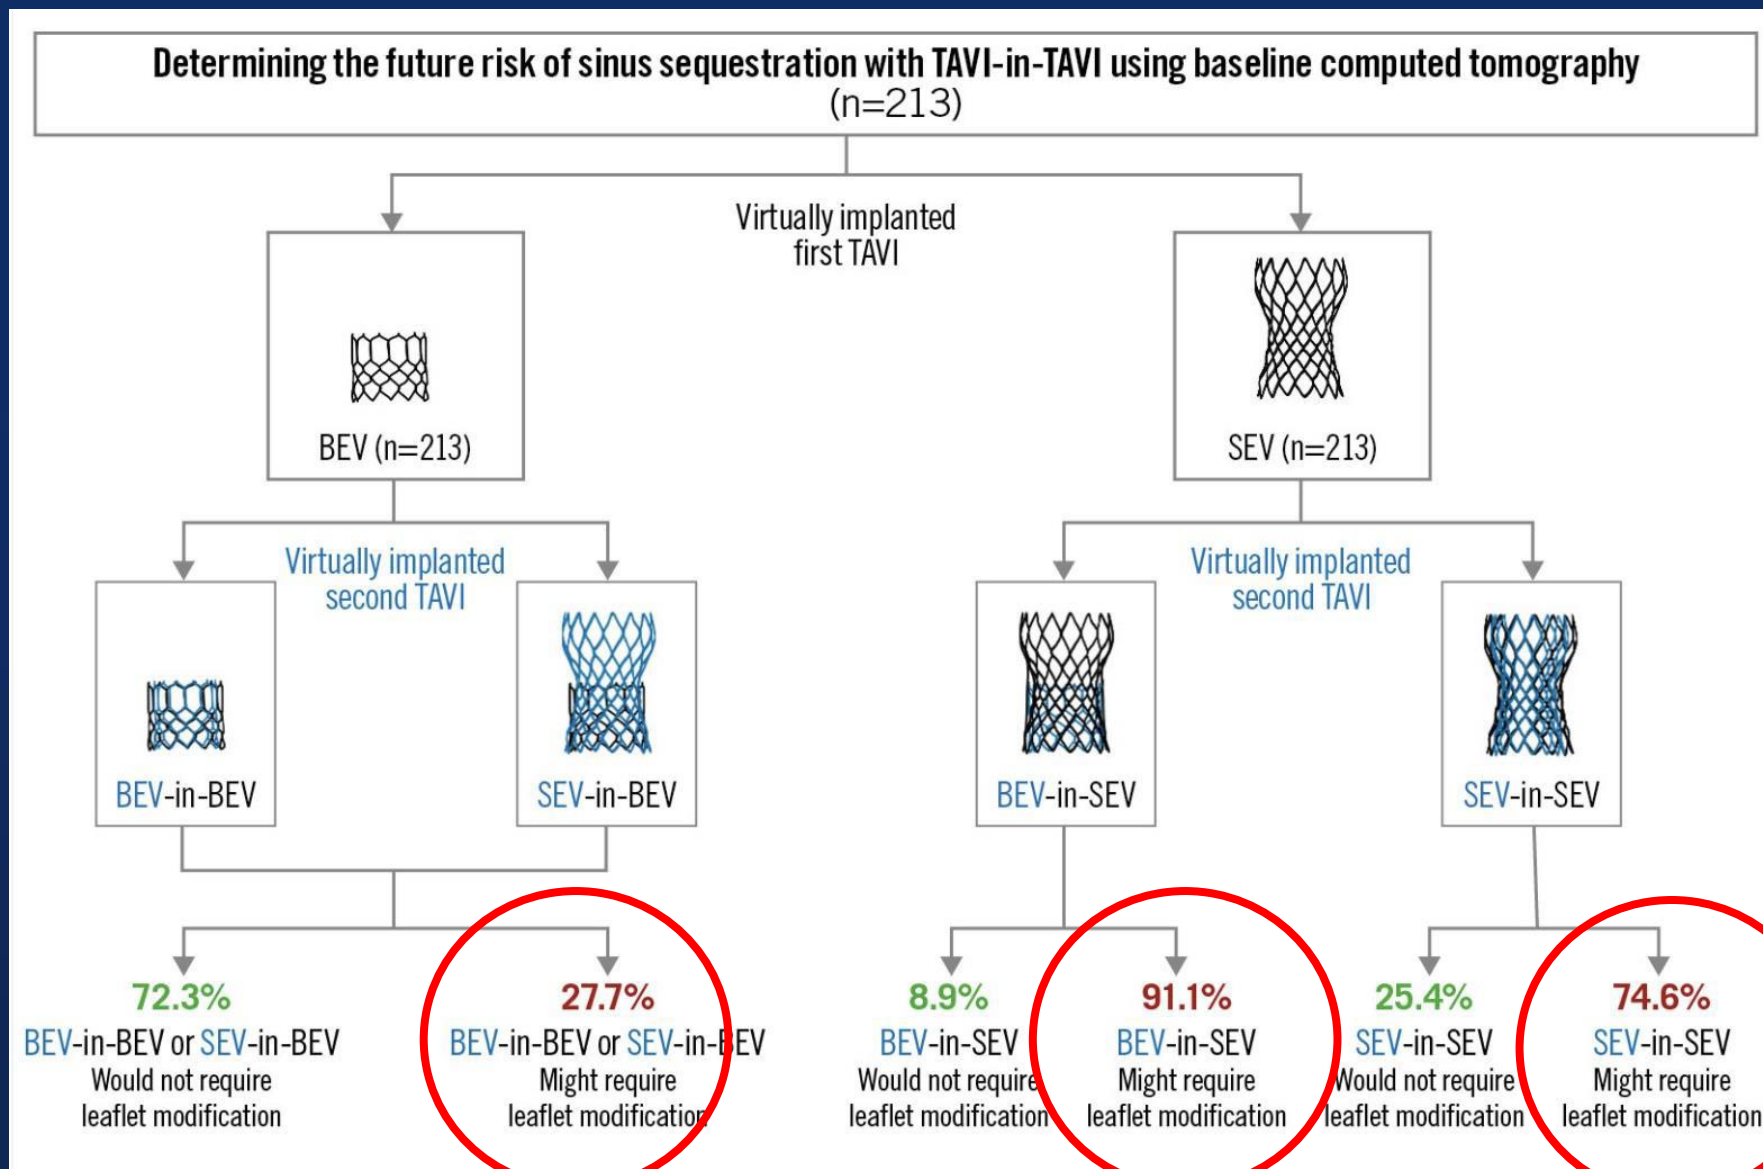 Determining the future risk of sinus sequestration with TAVI-in-TAVI using baseline computed tomography
(n=213)
Virtually implanted
first TAVI
BEV (n=213)
SEV (n=213)
Virtually implanted
second TAVI
Virtually implanted
second TAVI
BEV-in-BEV
SEV-in-BEV
BEV-in-SEV
SEV-in-SEV
72.3%
BEV-in-BEV or SEV-in-BEV
Would not require
leaflet modification
27.7%
BEV-in-BEV or SEV-in-BEV
Might require
leaflet modification
8.9%
BEV-in-SEV
Would not require
leaflet modification
91.1%
BEV-in-SEV
Might require
leaflet modification
25.4%
SEV-in-SEV
Would not require
leaflet modification
74.6%
SEV-in-SEV
Might require
leaflet modification